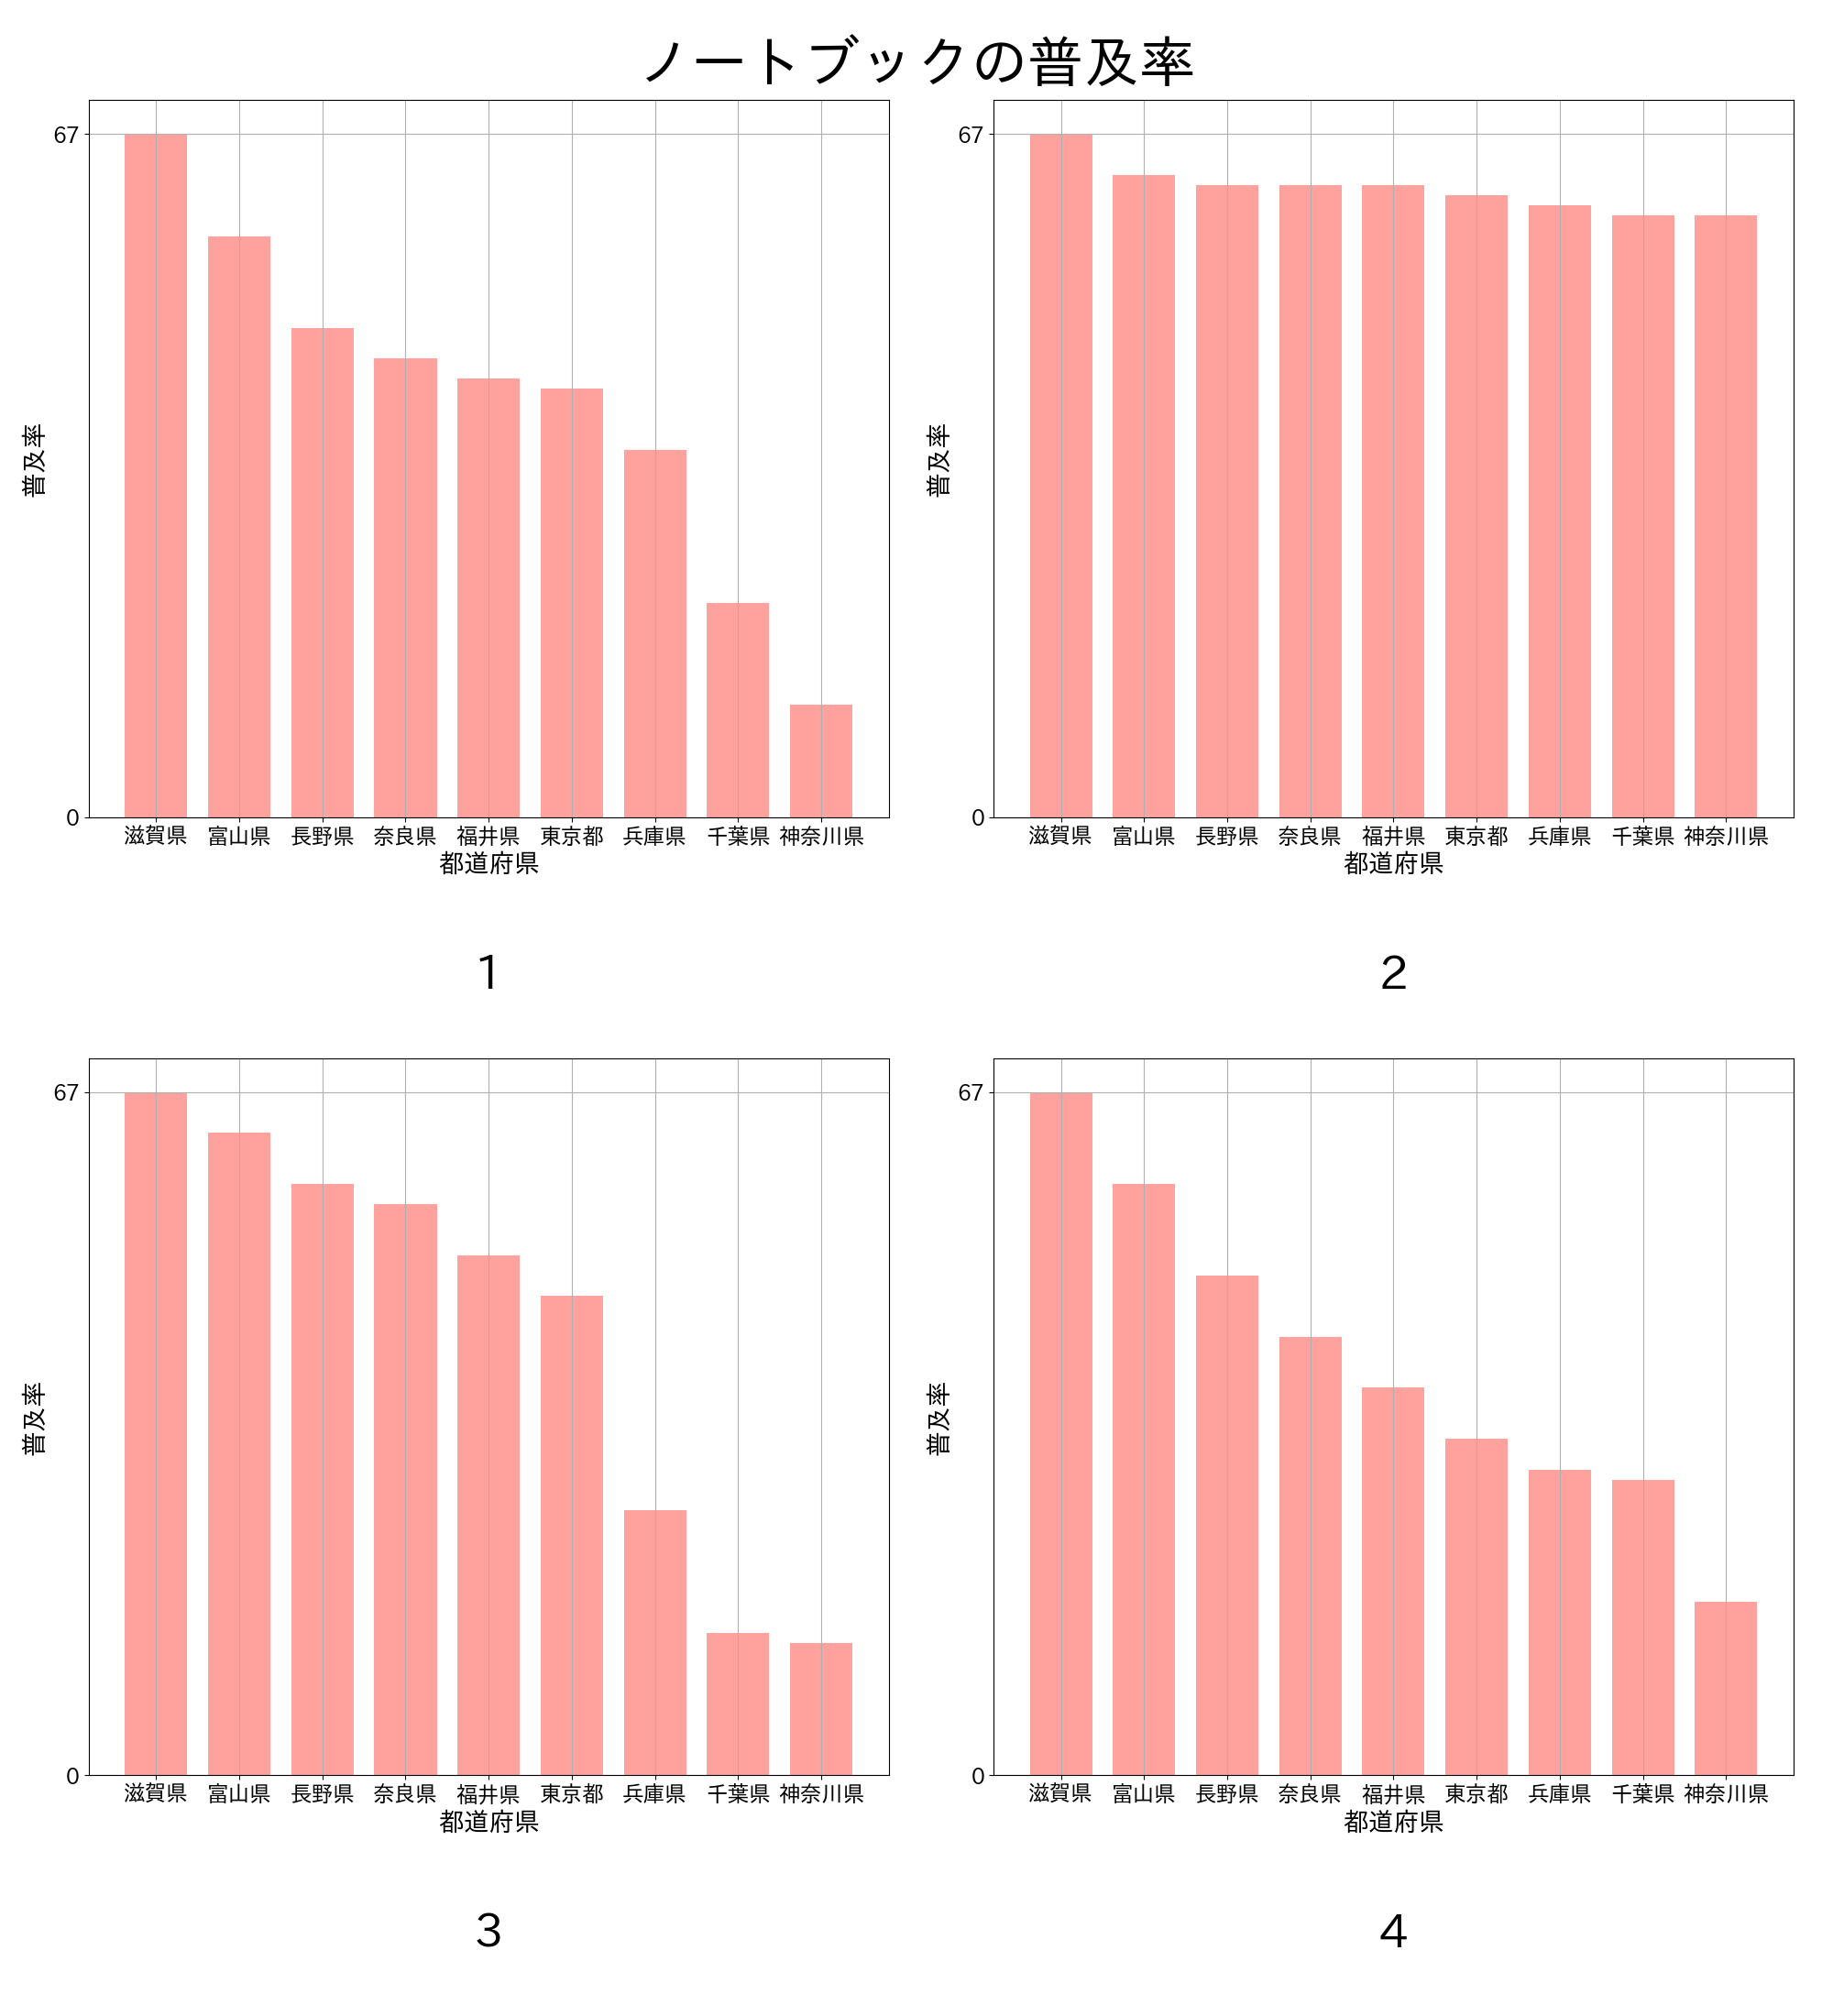 ノートブックの普及率
67
0
普及率
滋賀県 富山県 長野県 奈良県 福井県 東京都 兵庫県 千葉県 神奈川県
都道府県
1
67
0
普及率
滋賀県 富山県 長野県 奈良県 福井県 東京都 兵庫県 千葉県 神奈川県
都道府県
2
67
0
普及率
滋賀県 富山県 長野県 奈良県 福井県 東京都 兵庫県 千葉県 神奈川県
都道府県
3
67
0
普及率
滋賀県 富山県 長野県 奈良県 福井県 東京都 兵庫県 千葉県 神奈川県
都道府県
4